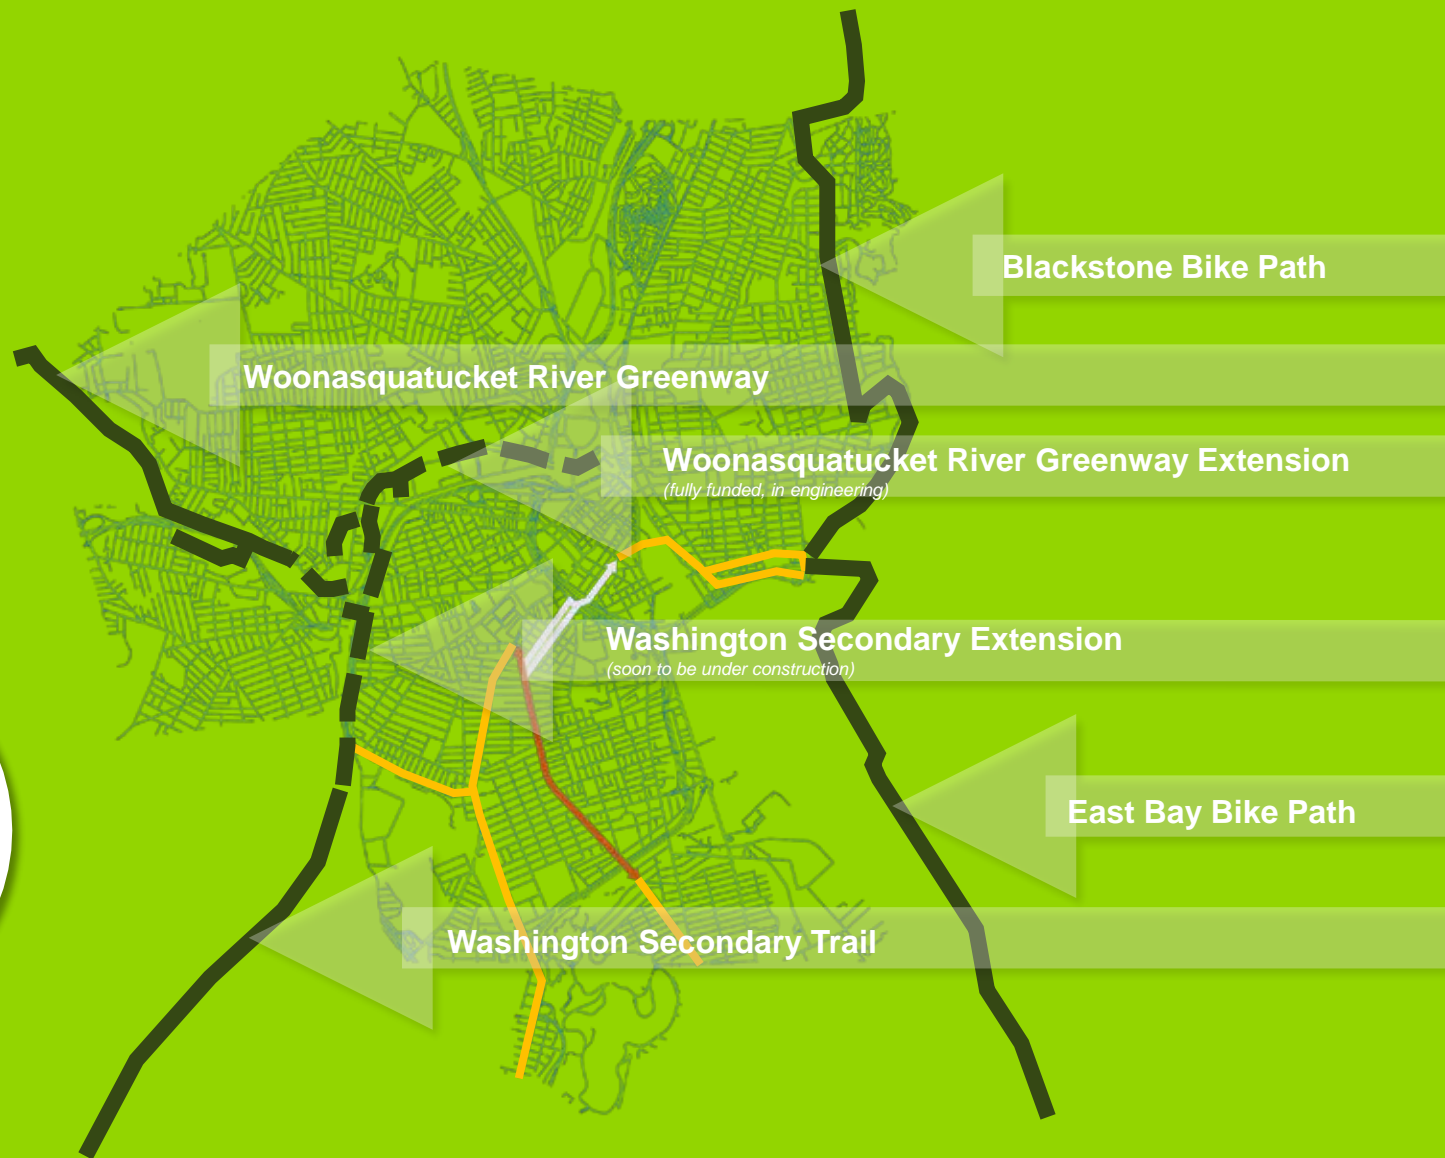 Blackstone Bike Path
Woonasquatucket River Greenway
Woonasquatucket River Greenway Extension
(fully funded, in engineering)
Washington Secondary Extension
(soon to be under construction)
East Bay Bike Path
Washington Secondary Trail